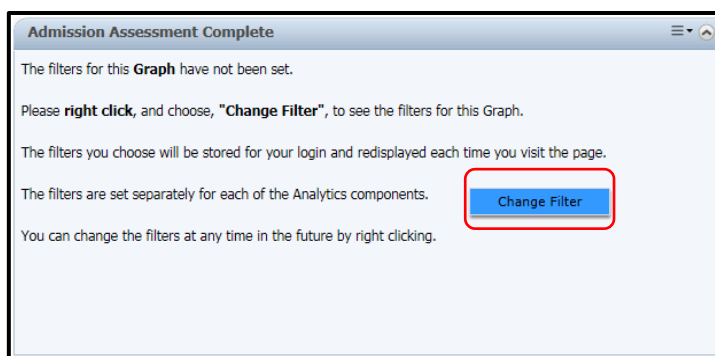 Admission Assessment Complete
The filters for this Graph have not been set.
Please right click, and choose, "Change Filter", to see the filters for this Graph.
The filters you choose will be stored for your login and redisplayed each time you visit the page.
The filters are set separately for each of the Analytics components.
Change Filter
You can change the filters at any time in the future by right clicking.